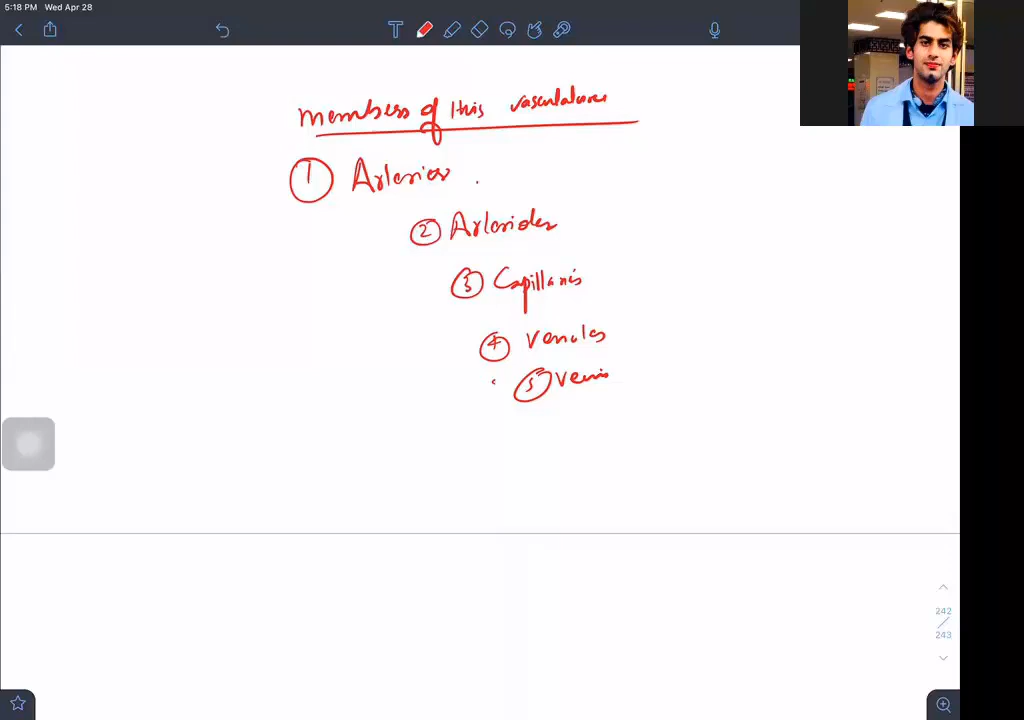 5:18 PM Wed Apr 28
members of this vasculature
① Arteries .
② Arterioles
③ Capillaries
④ Venules
⑤ Veins
242
243